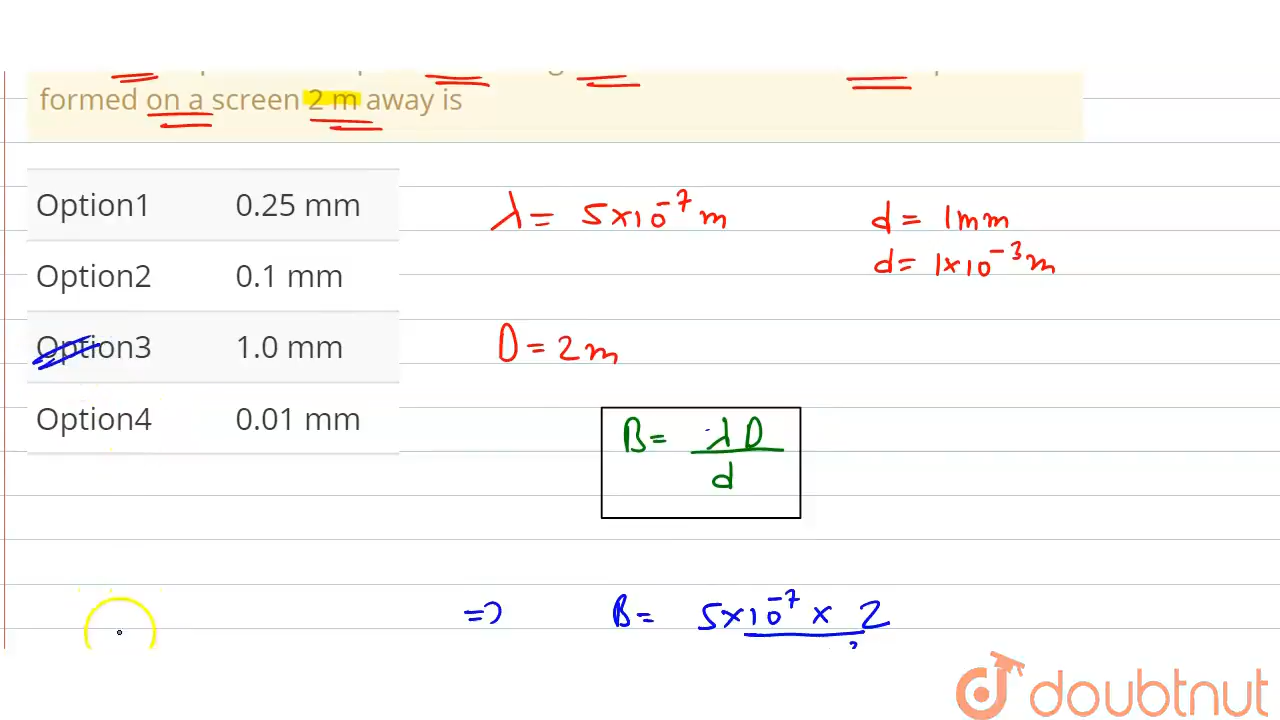 formed on a screen 2 m away is
Option1 0.25 mm
Option2 0.1 mm
Option3 1.0 mm
Option4 0.01 mm
λ = 5×10⁻⁷ m
d = 1mm
d = 1×10⁻³ m
D = 2m
B = λD
d
=> B = 5×10⁻⁷ × 2
doubtnut